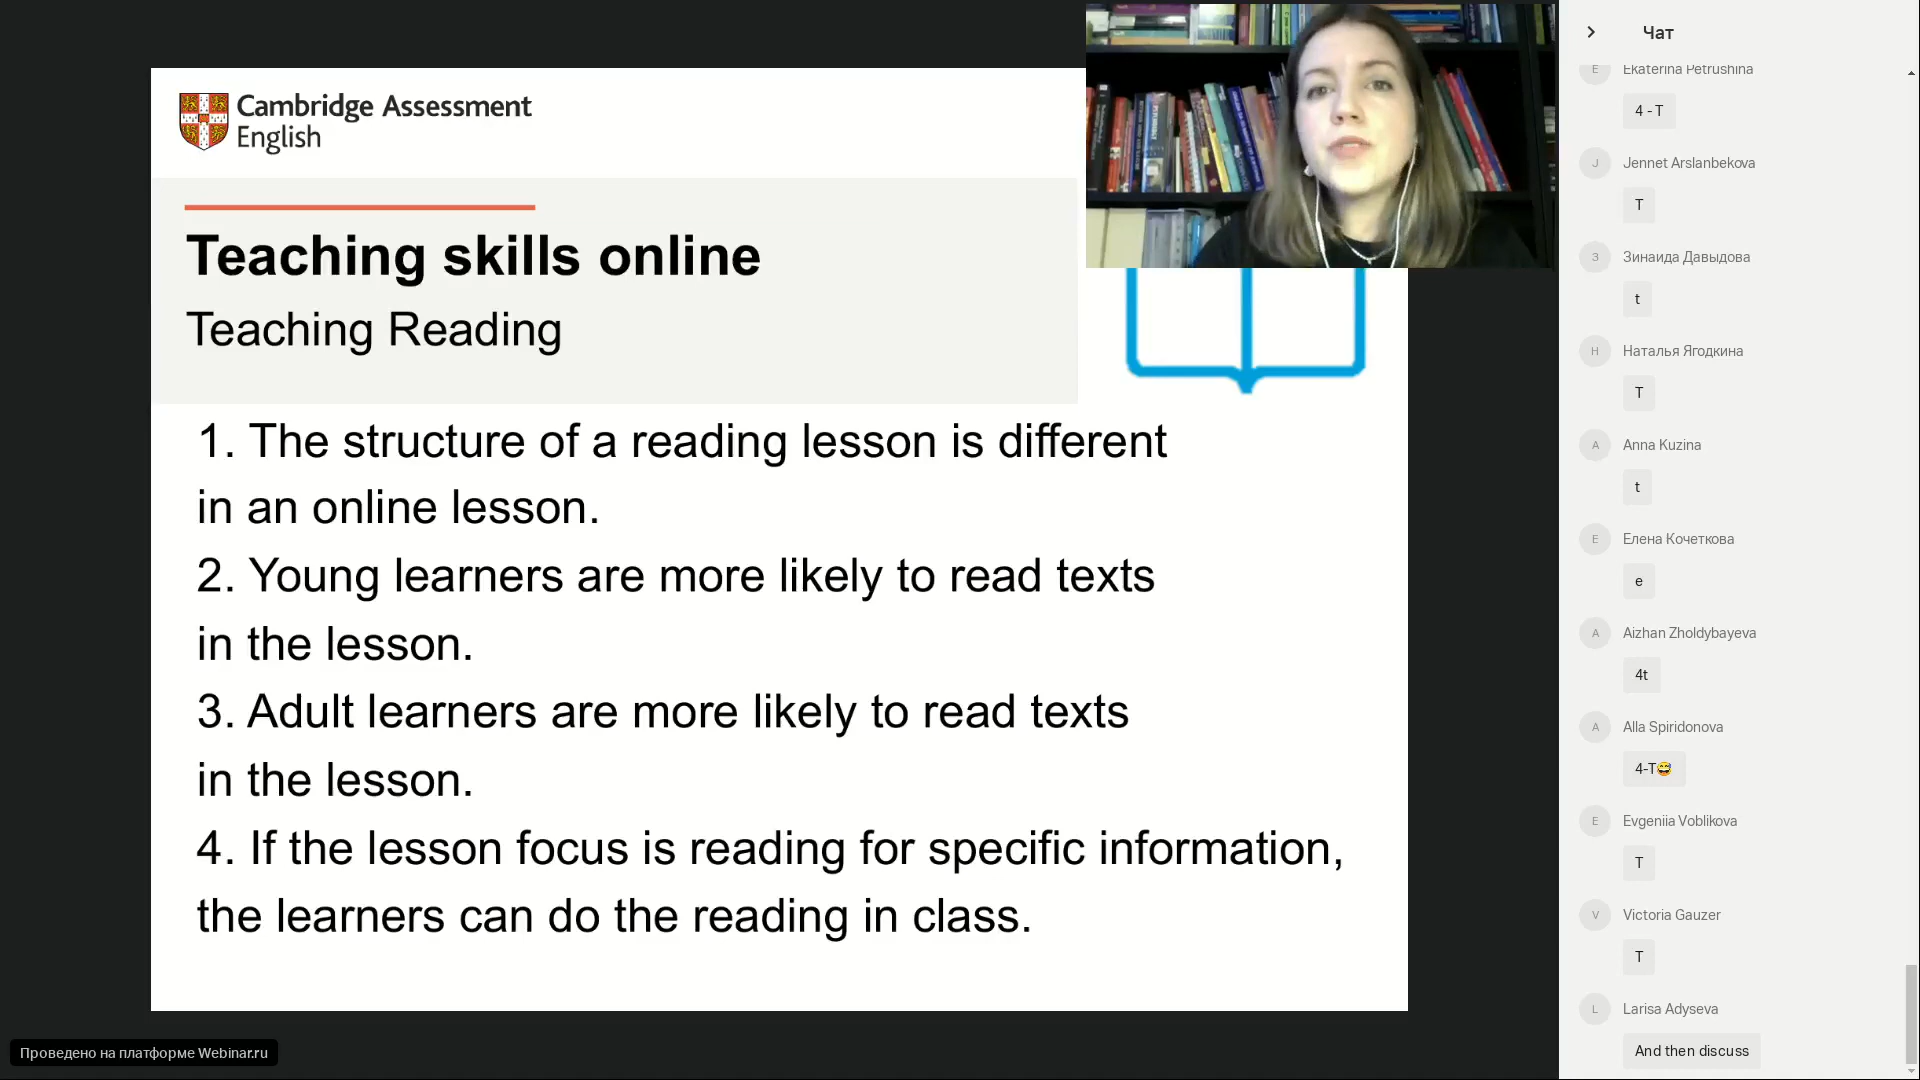 Cambridge Assessment
English
Teaching skills online
Teaching Reading
1. The structure of a reading lesson is different
in an online lesson.
2. Young learners are more likely to read texts
in the lesson.
3. Adult learners are more likely to read texts
in the lesson.
4. If the lesson focus is reading for specific information,
the learners can do the reading in class.
Проведено на платформе Webinar.ru
Чат
E
Ekaterina Petrushina
4 - T
J
Jennet Arslanbekova
T
З
Зинаида Давыдова
t
Н
Наталья Ягодкина
T
A
Anna Kuzina
t
Е
Елена Кочеткова
e
A
Aizhan Zholdybayeva
4t
A
Alla Spiridonova
4-T😅
E
Evgeniia Voblikova
T
V
Victoria Gauzer
T
L
Larisa Adyseva
And then discuss